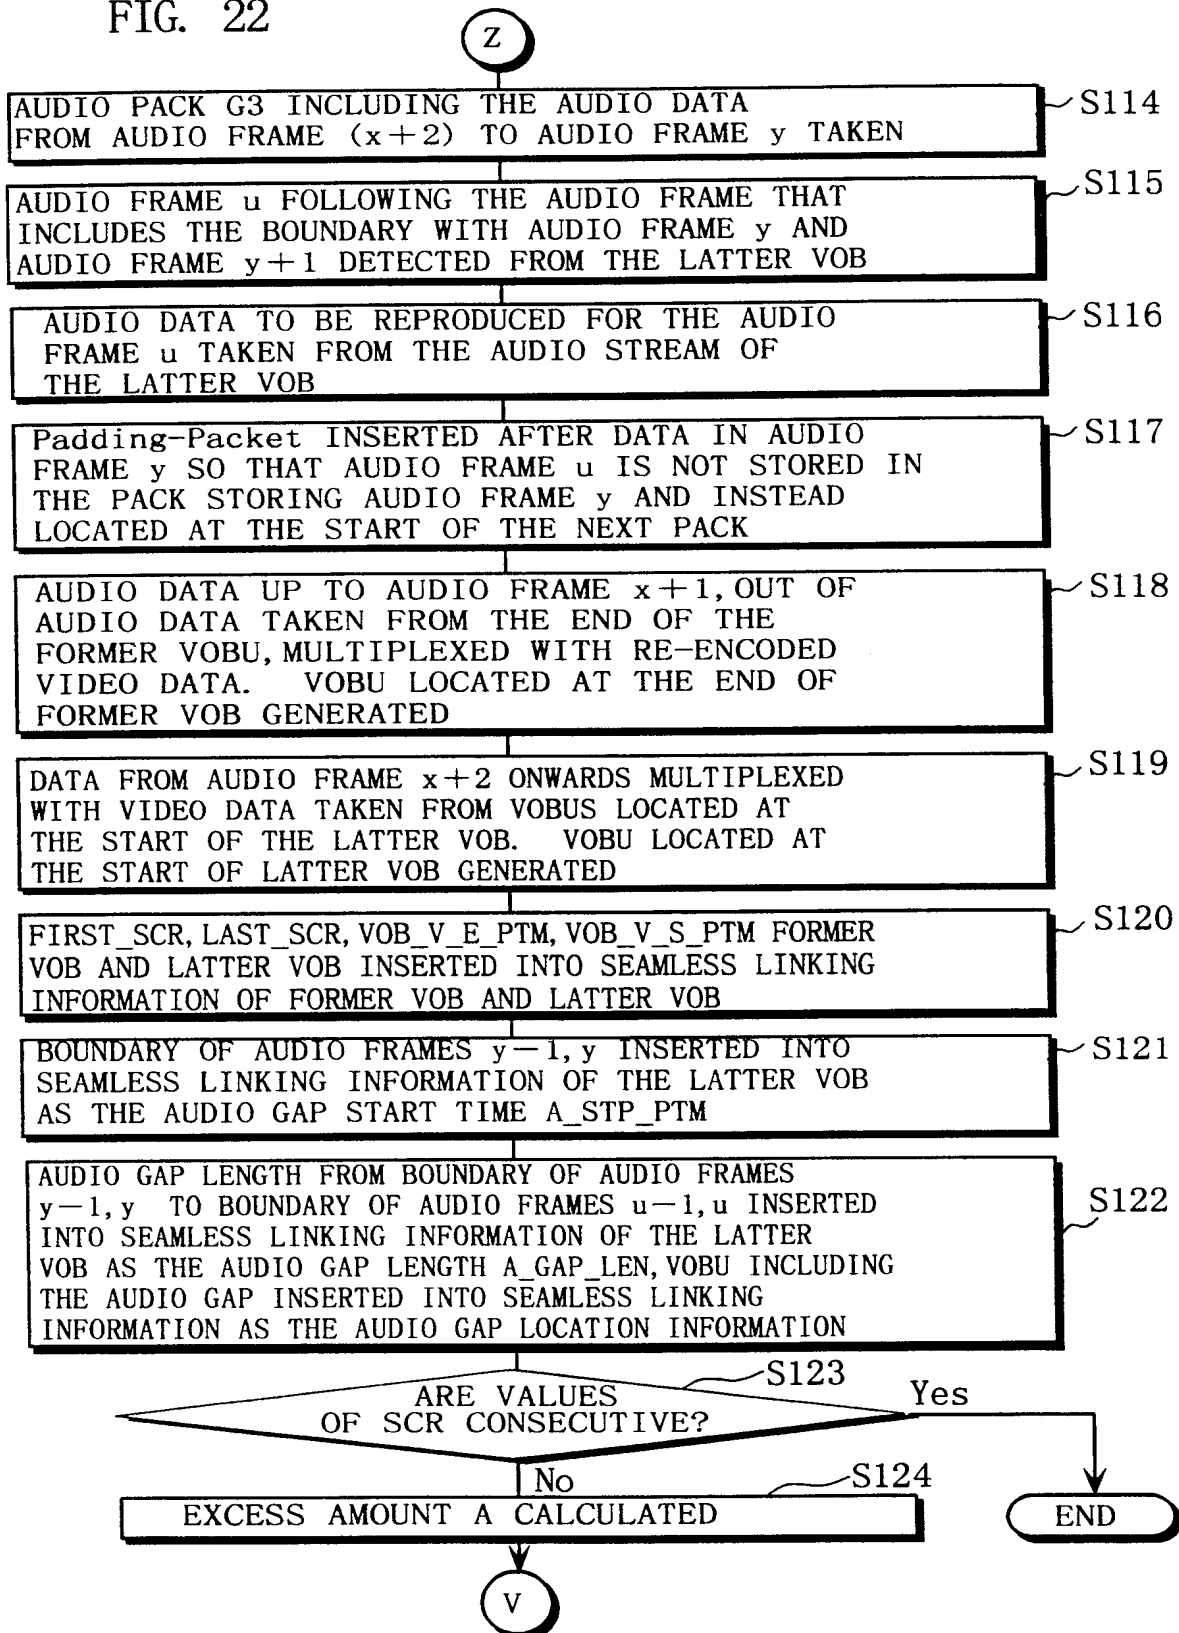 FIG. 22
Z
AUDIO PACK G3 INCLUDING THE AUDIO DATA
FROM AUDIO FRAME (x+2) TO AUDIO FRAME y TAKEN
S114
AUDIO FRAME u FOLLOWING THE AUDIO FRAME THAT
INCLUDES THE BOUNDARY WITH AUDIO FRAME y AND
AUDIO FRAME y+1 DETECTED FROM THE LATTER VOB
S115
AUDIO DATA TO BE REPRODUCED FOR THE AUDIO
FRAME u TAKEN FROM THE AUDIO STREAM OF
THE LATTER VOB
S116
Padding-Packet INSERTED AFTER DATA IN AUDIO
FRAME y SO THAT AUDIO FRAME u IS NOT STORED IN
THE PACK STORING AUDIO FRAME y AND INSTEAD
LOCATED AT THE START OF THE NEXT PACK
S117
AUDIO DATA UP TO AUDIO FRAME x+1, OUT OF
AUDIO DATA TAKEN FROM THE END OF THE
FORMER VOBU, MULTIPLEXED WITH RE-ENCODED
VIDEO DATA. VOBU LOCATED AT THE END OF
FORMER VOB GENERATED
S118
DATA FROM AUDIO FRAME x+2 ONWARDS MULTIPLEXED
WITH VIDEO DATA TAKEN FROM VOBUS LOCATED AT
THE START OF THE LATTER VOB. VOBU LOCATED AT
THE START OF LATTER VOB GENERATED
S119
FIRST_SCR, LAST_SCR, VOB_V_E_PTM, VOB_V_S_PTM FORMER
VOB AND LATTER VOB INSERTED INTO SEAMLESS LINKING
INFORMATION OF FORMER VOB AND LATTER VOB
S120
BOUNDARY OF AUDIO FRAMES y-1, y INSERTED INTO
SEAMLESS LINKING INFORMATION OF THE LATTER VOB
AS THE AUDIO GAP START TIME A_STP_PTM
S121
AUDIO GAP LENGTH FROM BOUNDARY OF AUDIO FRAMES
y-1, y TO BOUNDARY OF AUDIO FRAMES u-1, u INSERTED
INTO SEAMLESS LINKING INFORMATION OF THE LATTER
VOB AS THE AUDIO GAP LENGTH A_GAP_LEN, VOBU INCLUDING
THE AUDIO GAP INSERTED INTO SEAMLESS LINKING
INFORMATION AS THE AUDIO GAP LOCATION INFORMATION
S122
S123
ARE VALUES
OF SCR CONSECUTIVE?
Yes
No
S124
EXCESS AMOUNT A CALCULATED
END
V